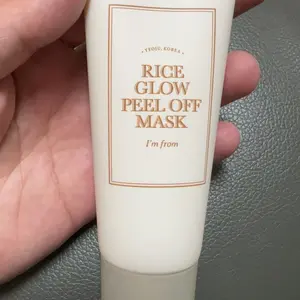 • SEOUL, KOREA •
RICE
GLOW
PEEL OFF
MASK
I'm from